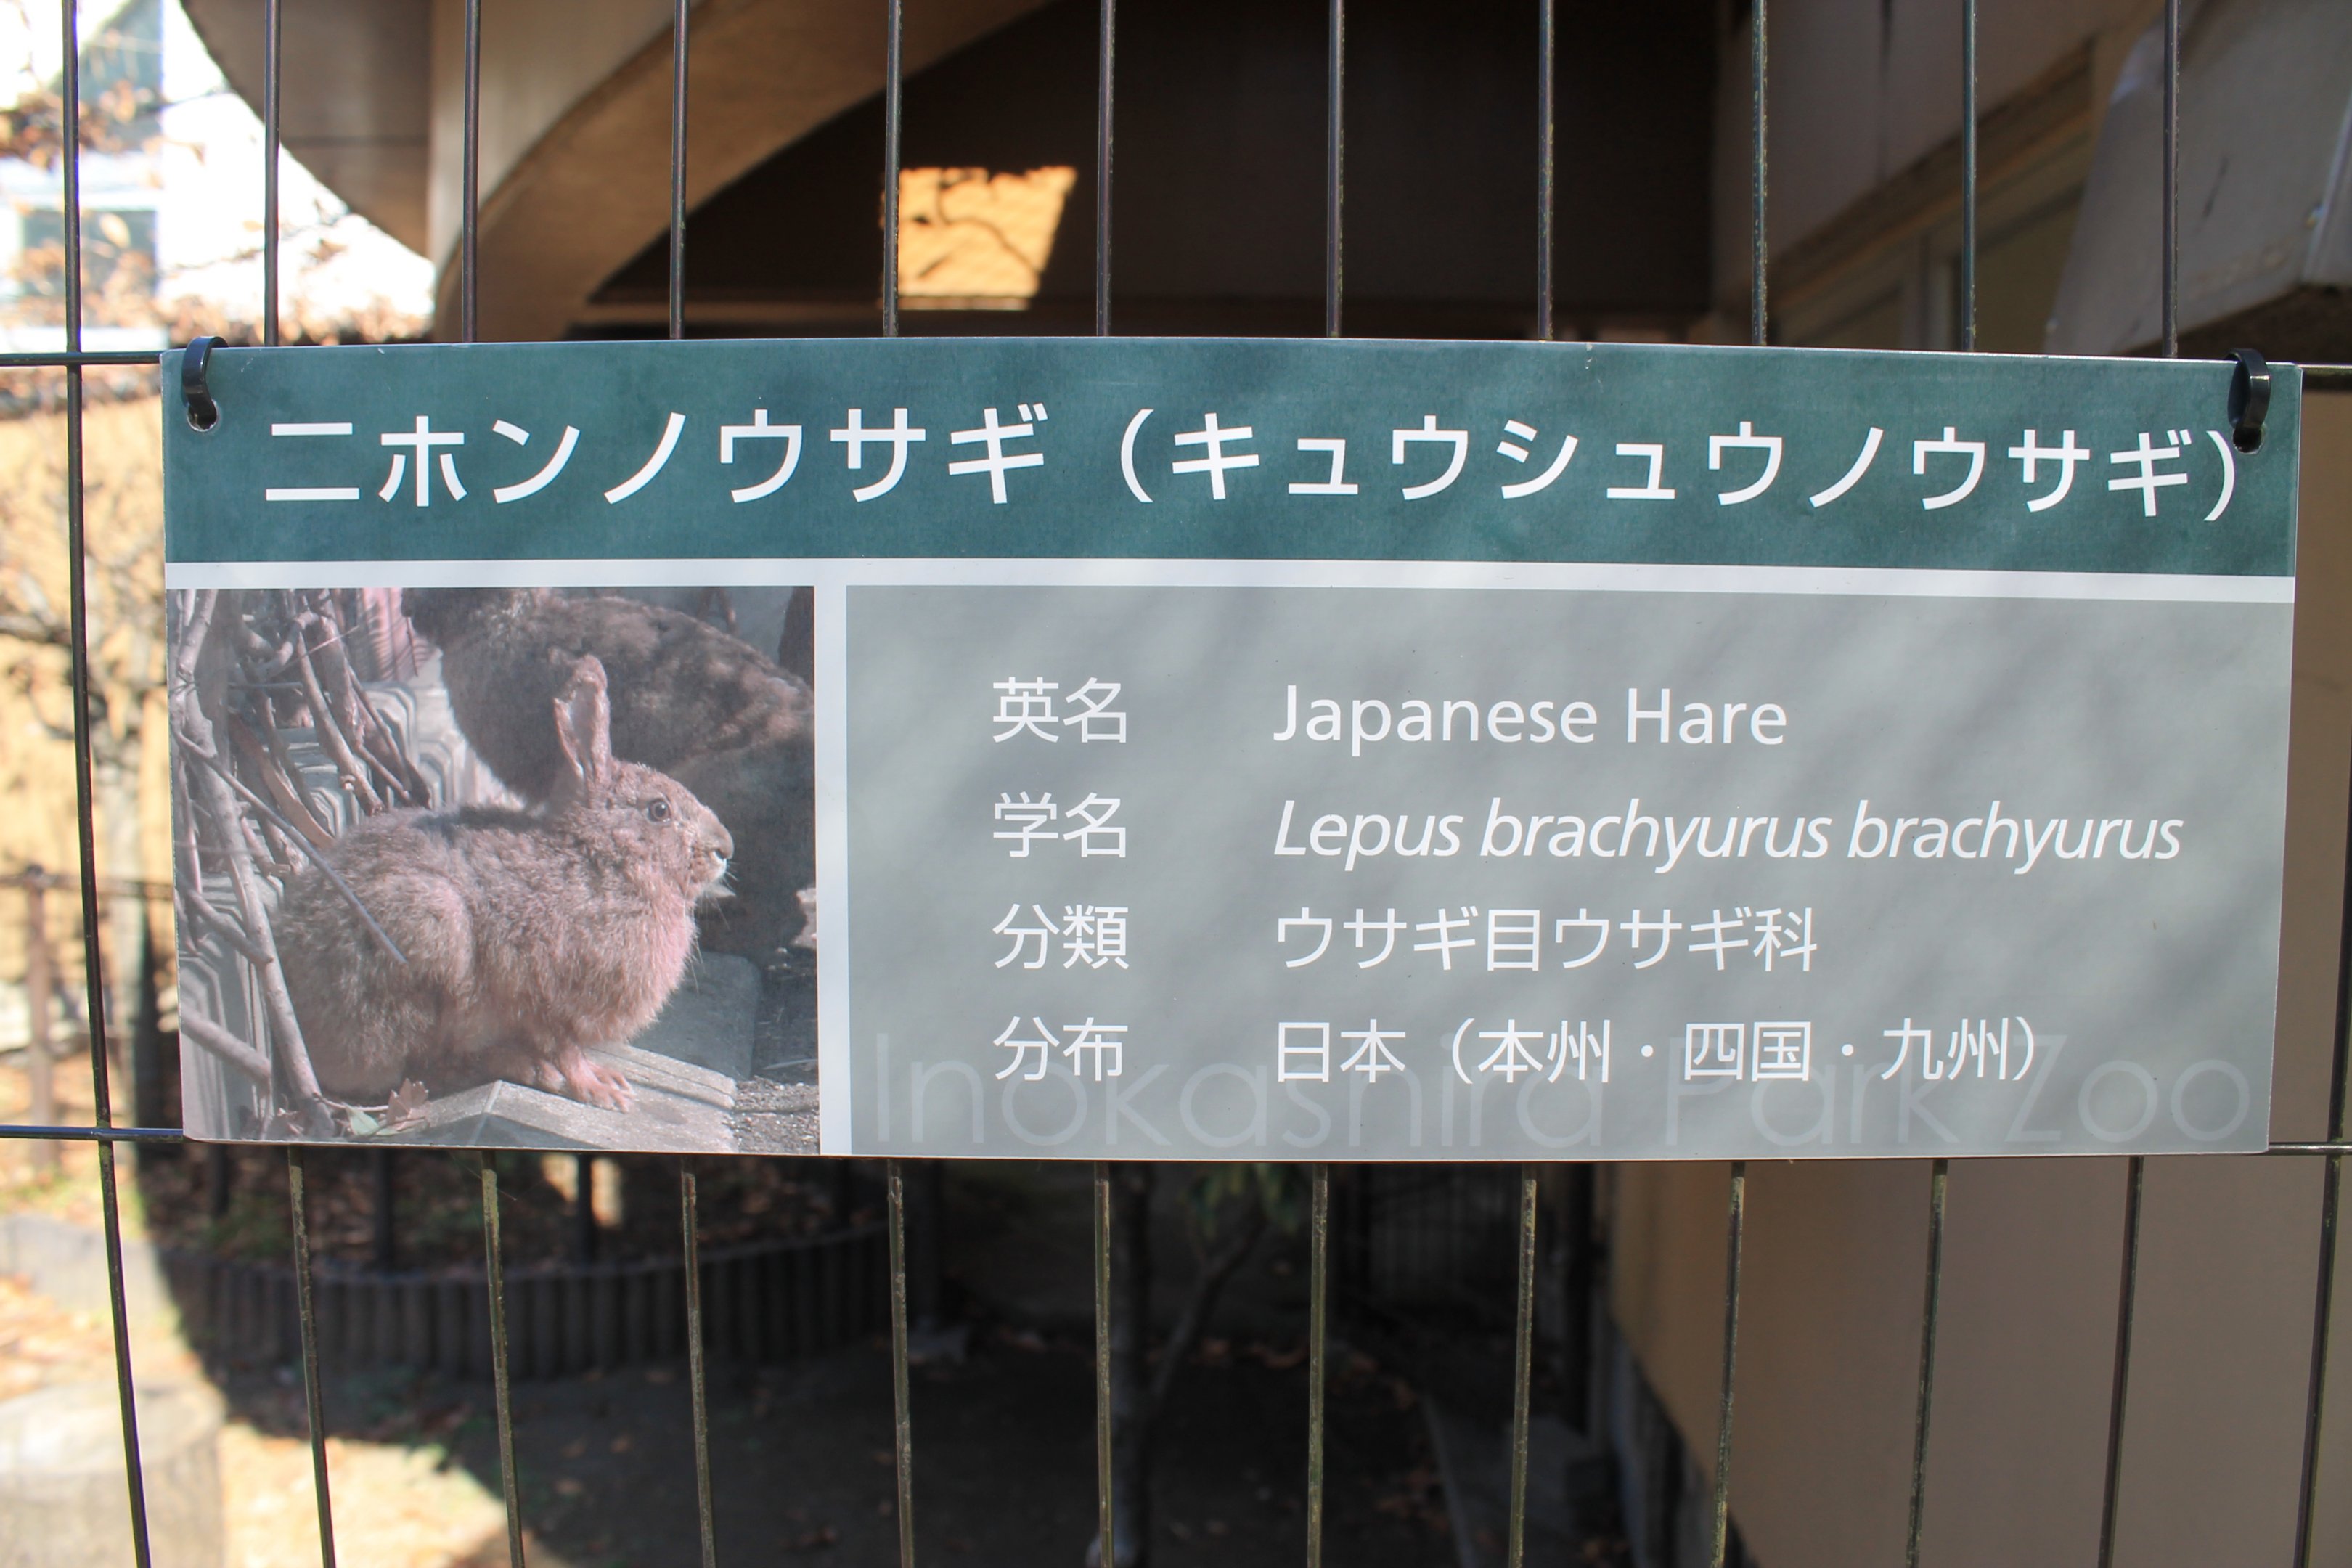 ニホンノウサギ（キュウシュウノウサギ）
英名 Japanese Hare
学名 Lepus brachyurus brachyurus
分類 ウサギ目ウサギ科
分布 日本（本州・四国・九州）
Inokashira Park Zoo